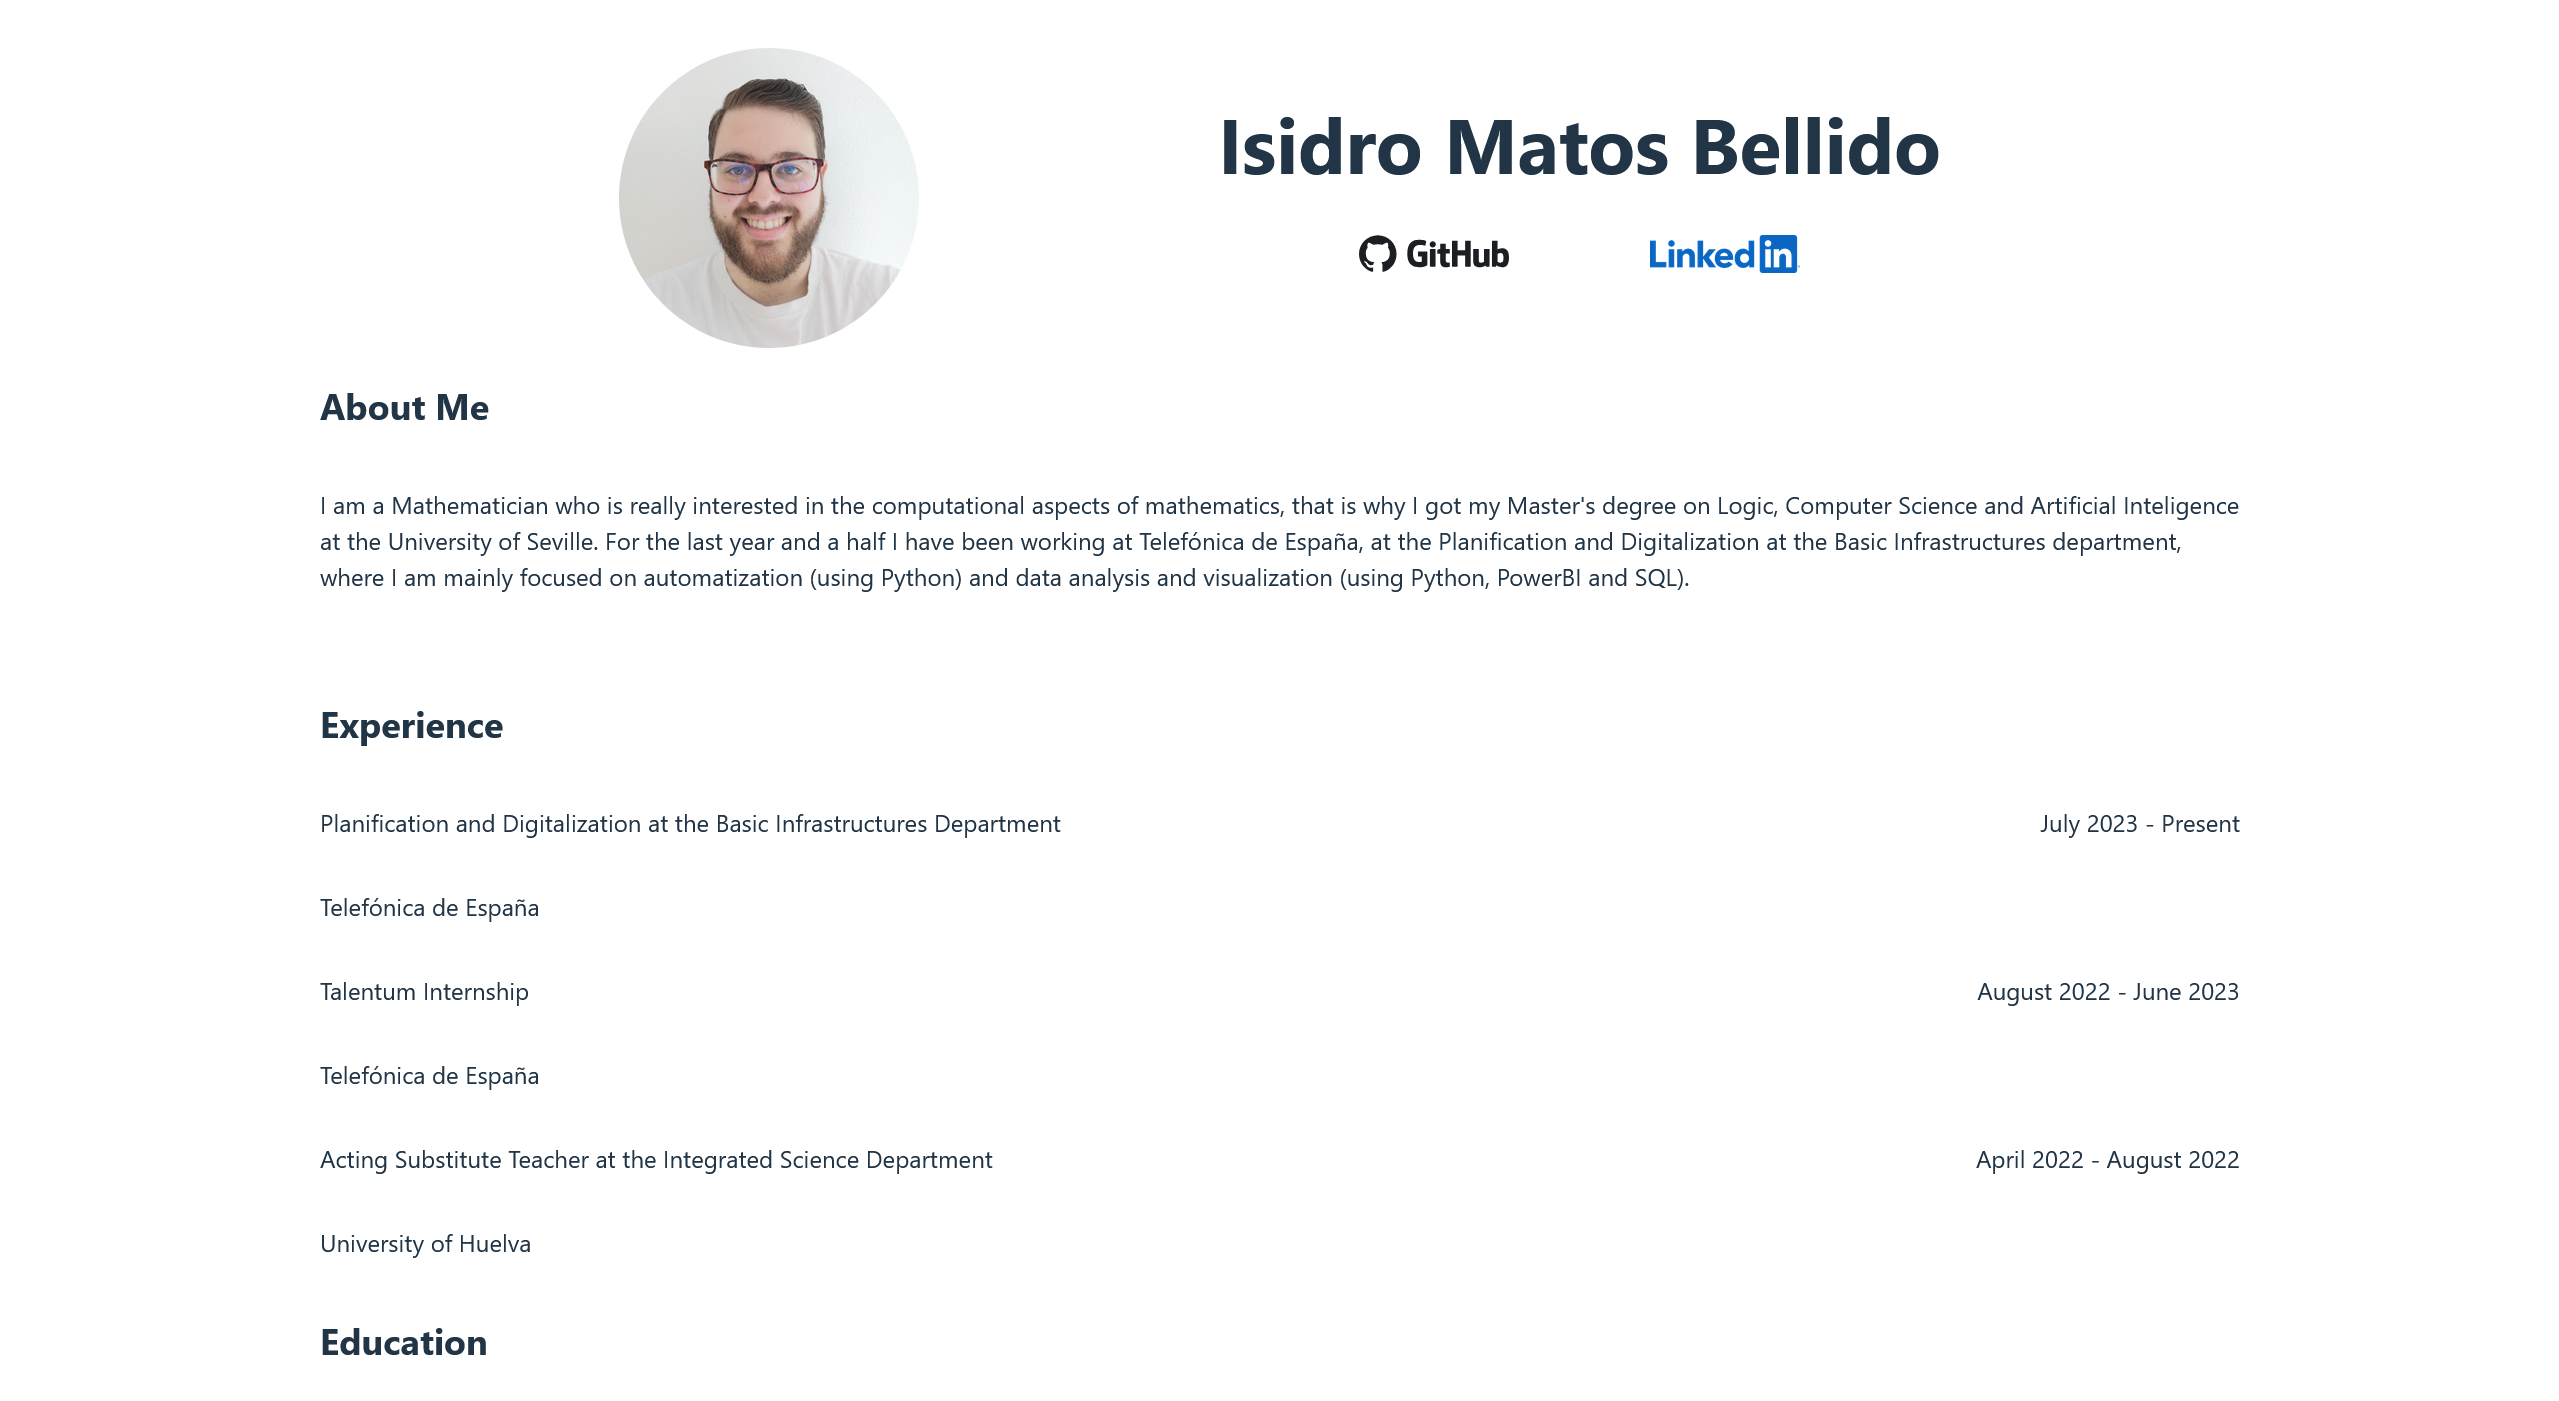 Isidro Matos Bellido
GitHub
Linkedin
About Me
I am a Mathematician who is really interested in the computational aspects of mathematics, that is why I got my Master's degree on Logic, Computer Science and Artificial Inteligence
at the University of Seville. For the last year and a half I have been working at Telefónica de España, at the Planification and Digitalization at the Basic Infrastructures department,
where I am mainly focused on automatization (using Python) and data analysis and visualization (using Python, PowerBI and SQL).
Experience
Planification and Digitalization at the Basic Infrastructures Department July 2023 - Present
Telefónica de España
Talentum Internship August 2022 - June 2023
Telefónica de España
Acting Substitute Teacher at the Integrated Science Department April 2022 - August 2022
University of Huelva
Education